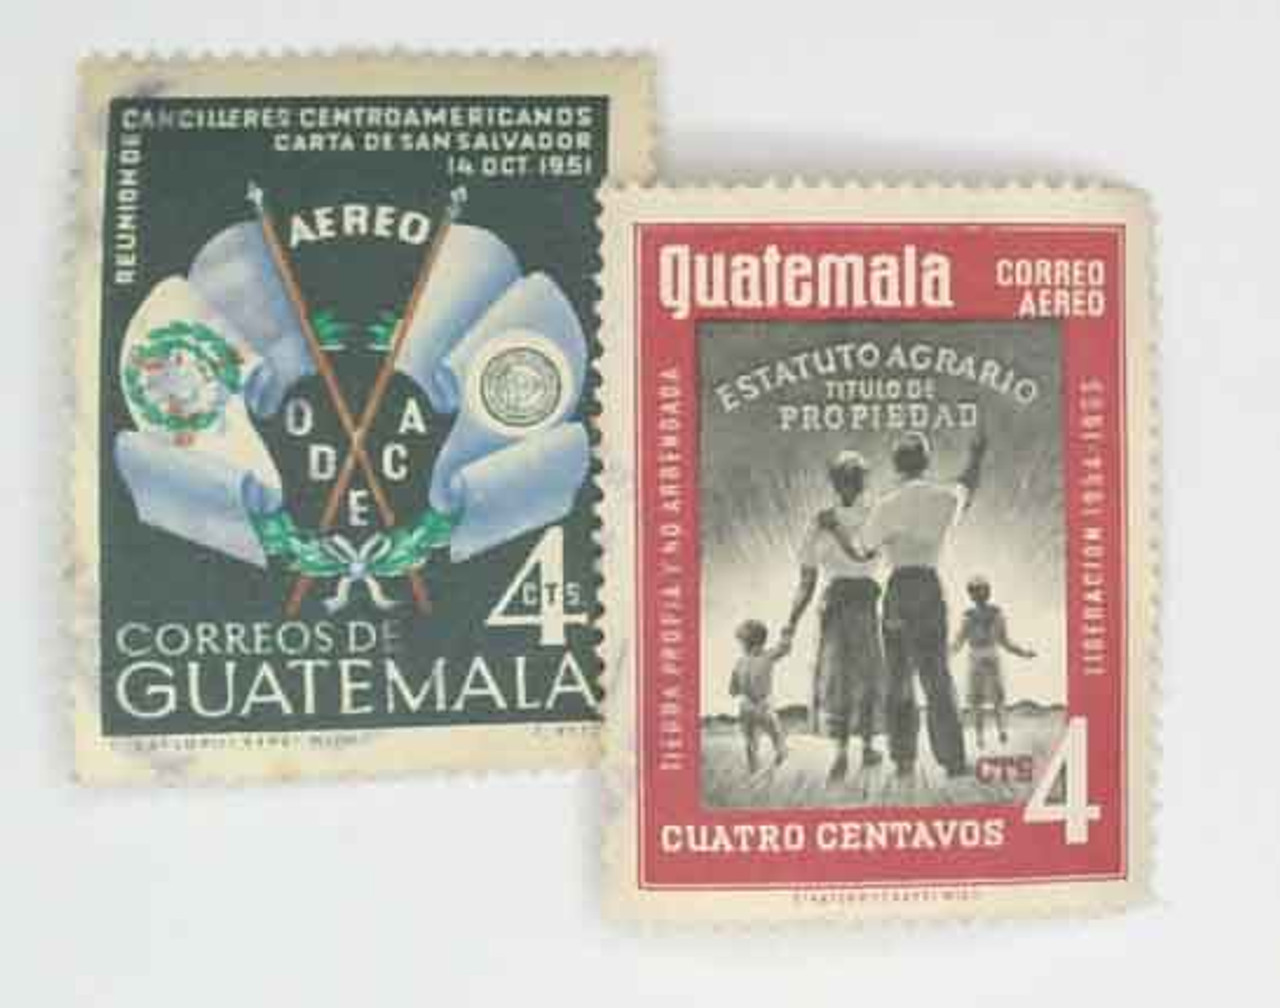 REUNION DE
CANCILLERES CENTROAMERICANOS
CARTA DE SAN SALVADOR
14 OCT. 1951
AEREO
O A
D C
E
4
CTS
CORREOS DE
GUATEMALA
guatemala
CORREO
AEREO
ESTATUTO AGRARIO
TITULO DE
PROPIEDAD
TIERRA PROPIA Y NO ARRENDADA
LIBERACION 1954-1955
CTS
4
CUATRO CENTAVOS